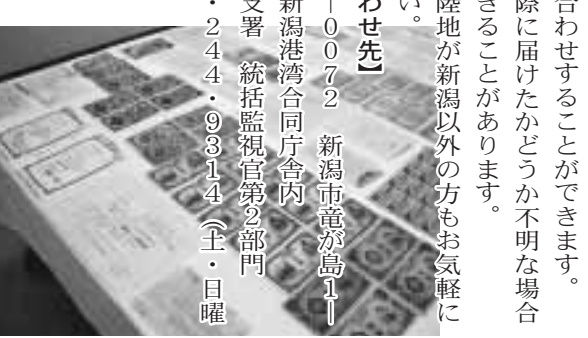 合わせすることができます。
際に届けたかどうか不明な場合
きることがあります。
陸地が新潟以外の方もお気軽に
い。
わせ先】
―0072 新潟市竜が島1―
新潟港湾合同庁舎内
支署 統括監視官第2部門
・244・9314（土・日曜